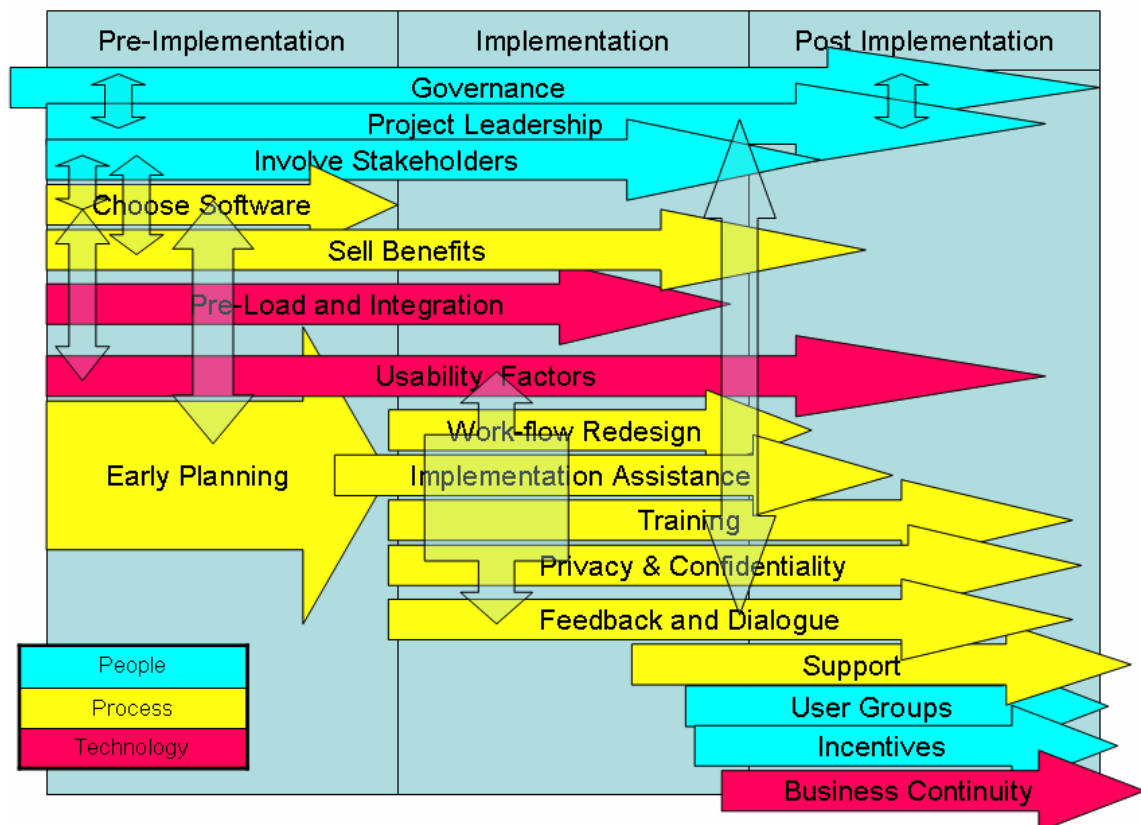 Pre-Implementation
Implementation
Post Implementation
Governance
Project Leadership
Involve Stakeholders
Choose Software
Sell Benefits
Pre-Load and Integration
Usability Factors
Early Planning
Work-flow Redesign
Implementation Assistance
Training
Privacy & Confidentiality
Feedback and Dialogue
Support
User Groups
Incentives
Business Continuity
People
Process
Technology